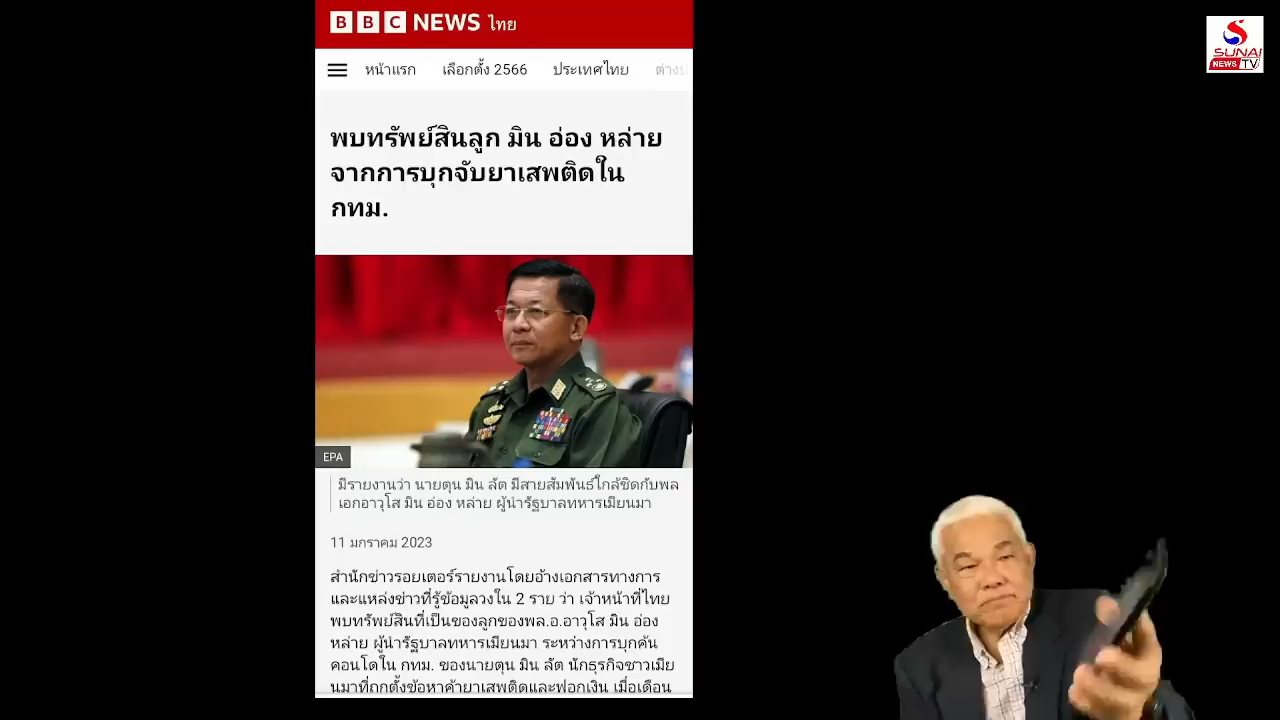 BBC NEWS ไทย
SUNAI
NEWS TV
หน้าแรก เลือกตั้ง 2566 ประเทศไทย
พบทรัพย์สินลูก มิน อ่อง หล่าย
จากการบุกจับยาเสพติดใน
กทม.
EPA
มีรายงานว่า นายตุน มิน ลัต มีสายสัมพันธ์ใกล้ชิดกับพล
เอกอาวุโส มิน อ่อง หล่าย ผู้นำรัฐบาลทหารเมียนมา
11 มกราคม 2023
สำนักข่าวรอยเตอร์รายงานโดยอ้างเอกสารทางการ
และแหล่งข่าวที่รู้ข้อมูลวงใน 2 ราย ว่า เจ้าหน้าที่ไทย
พบทรัพย์สินที่เป็นของลูกของพล.อ.อาวุโส มิน อ่อง
หล่าย ผู้นำรัฐบาลทหารเมียนมา ระหว่างการบุกค้น
คอนโดใน กทม. ของนายตุน มิน ลัต นักธุรกิจชาวเมีย
นมาที่ถูกตั้งข้อหาค้ายาเสพติดและฟอกเงิน เมื่อเดือน